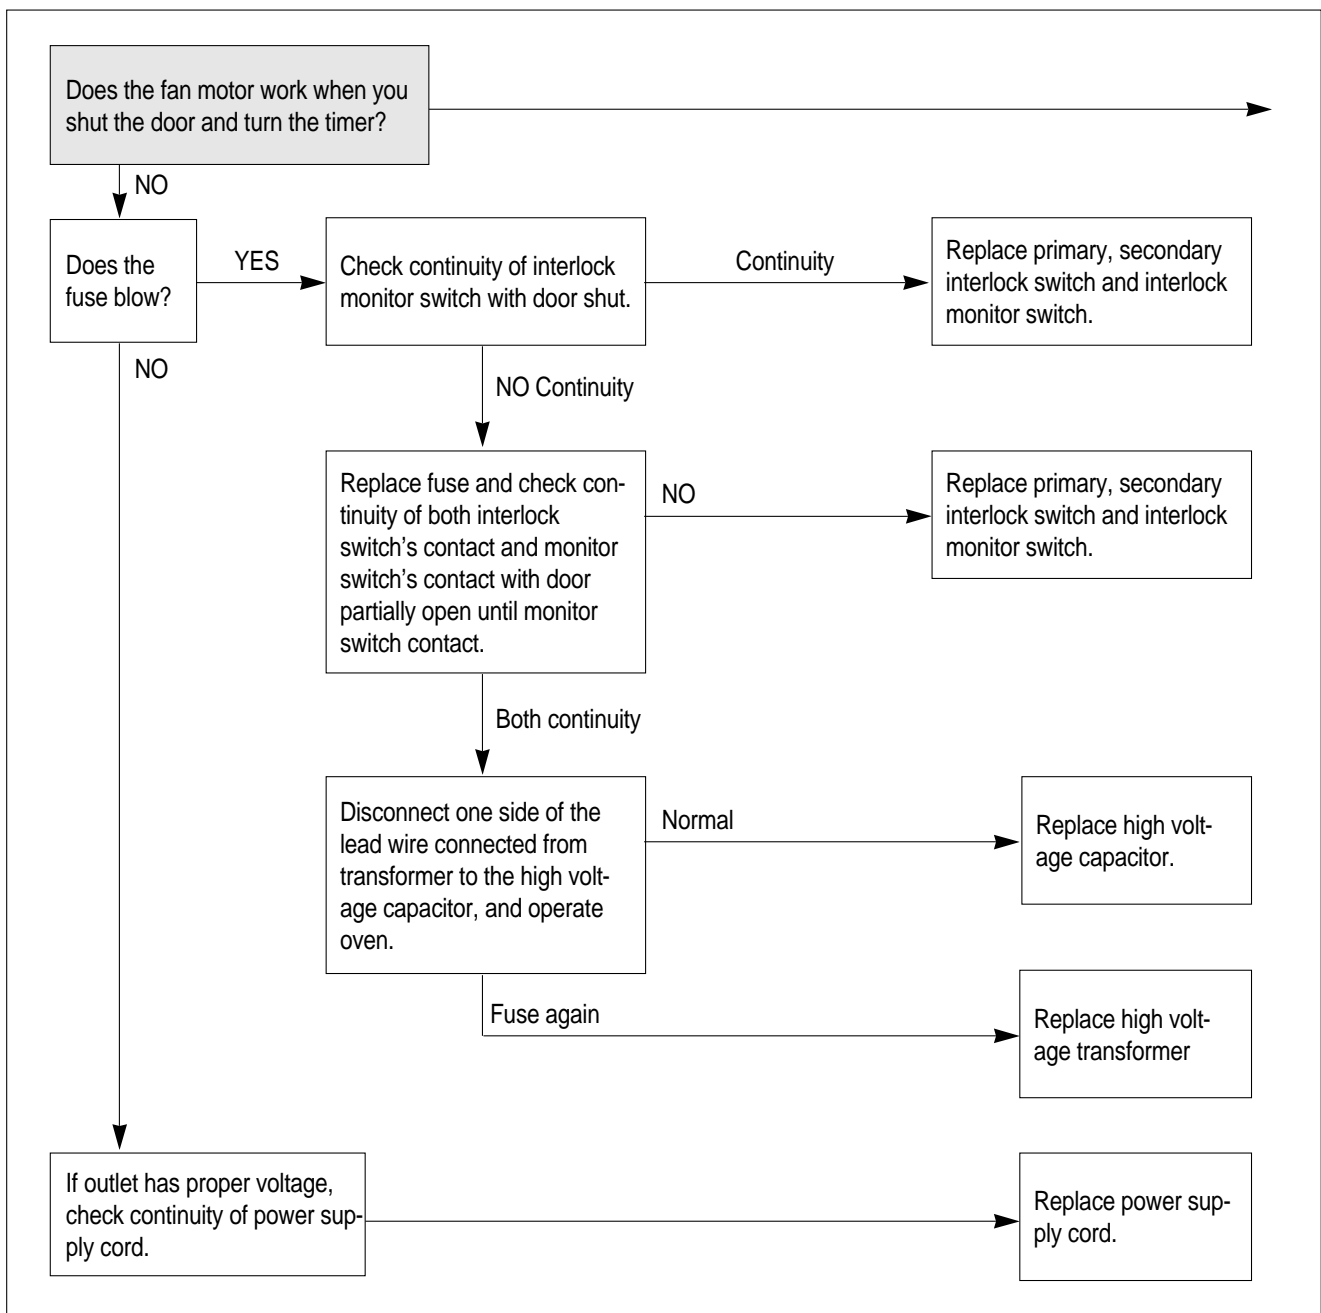 Does the fan motor work when you
shut the door and turn the timer?
NO
Does the
fuse blow?
YES
Check continuity of interlock
monitor switch with door shut.
Continuity
Replace primary, secondary
interlock switch and interlock
monitor switch.
NO
NO Continuity
Replace fuse and check con-
tinuity of both interlock
switch's contact and monitor
switch's contact with door
partially open until monitor
switch contact.
NO
Replace primary, secondary
interlock switch and interlock
monitor switch.
Both continuity
Disconnect one side of the
lead wire connected from
transformer to the high volt-
age capacitor, and operate
oven.
Normal
Replace high volt-
age capacitor.
Fuse again
Replace high volt-
age transformer
If outlet has proper voltage,
check continuity of power sup-
ply cord.
Replace power sup-
ply cord.